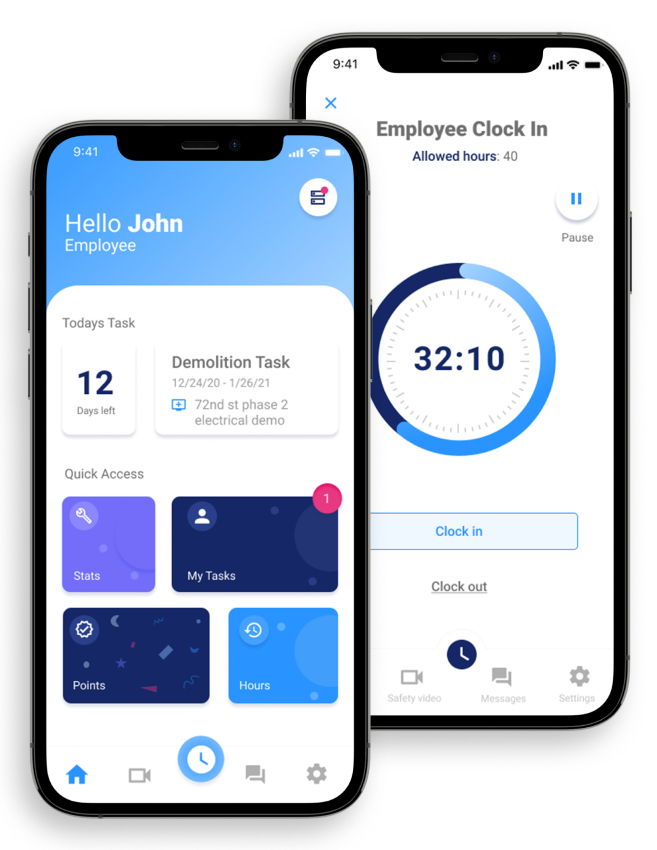 9:41
Hello John
Employee
Todays Task
12
Days left
Demolition Task
12/24/20 - 1/26/21
72nd st phase 2
electrical demo
Quick Access
1
Stats
My Tasks
Points
Hours
9:41
Employee Clock In
Allowed hours: 40
Pause
32:10
Clock in
Clock out
Safety video
Messages
Settings